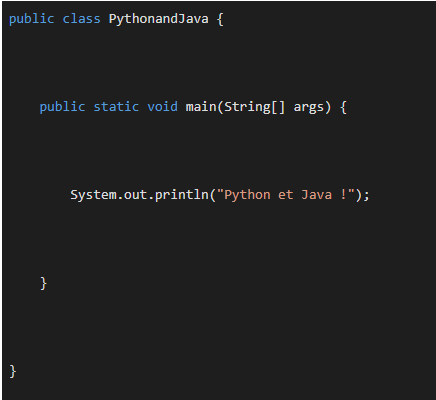 public class PythonandJava {
    public static void main(String[] args) {
        System.out.println("Python et Java !");
    }
}